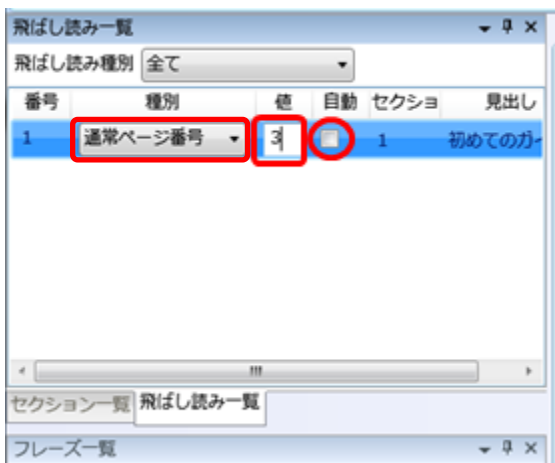 飛ばし読み一覧
飛ばし読み種別 全て
番号 種別 値 自動 セクショ 見出し
1 通常ページ番号 3 1 初めてのガイ
セクション一覧 飛ばし読み一覧
フレーズ一覧